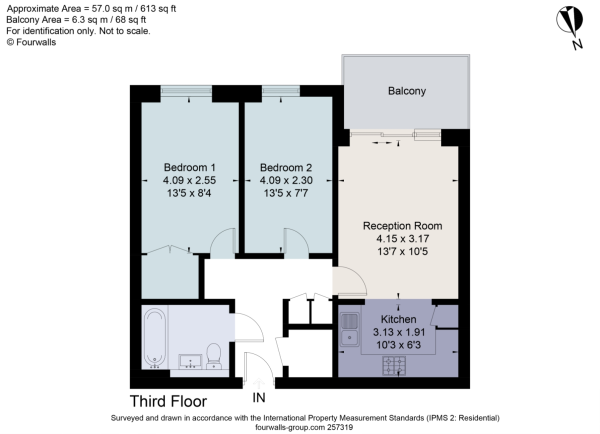 Approximate Area = 57.0 sq m / 613 sq ft
Balcony Area = 6.3 sq m / 68 sq ft
For identification only. Not to scale.
© Fourwalls
N
Balcony
Bedroom 1
4.09 x 2.55
13'5 x 8'4
Bedroom 2
4.09 x 2.30
13'5 x 7'7
Reception Room
4.15 x 3.17
13'7 x 10'5
Kitchen
3.13 x 1.91
10'3 x 6'3
Third Floor
IN
Surveyed and drawn in accordance with the International Property Measurement Standards (IPMS 2: Residential)
fourwalls-group.com 257319